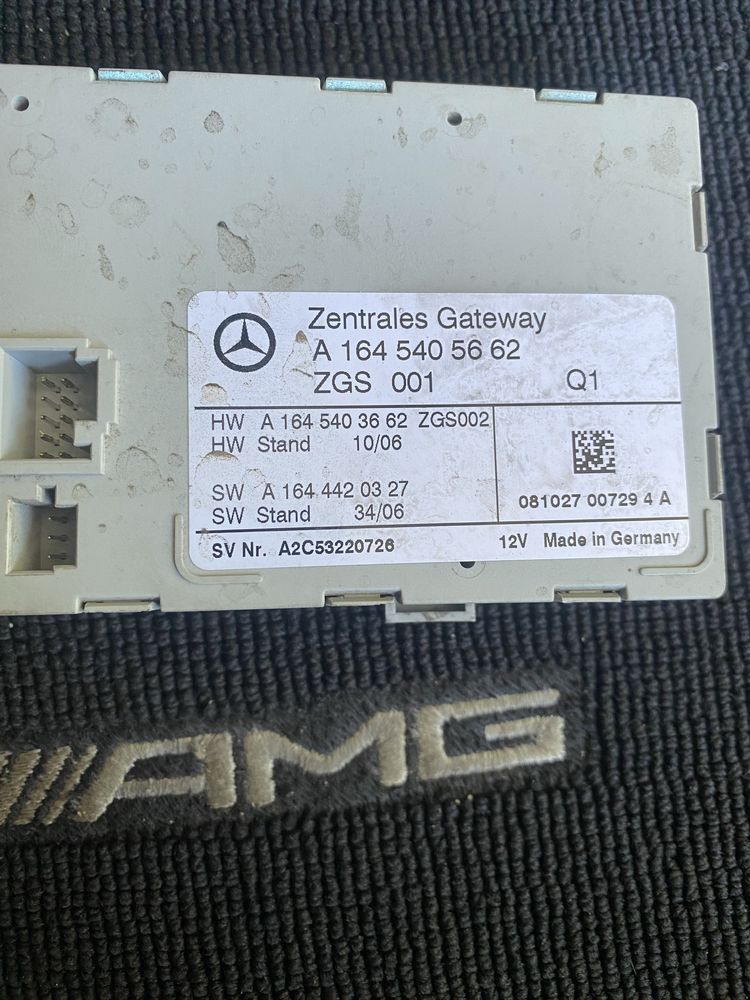 Zentrales Gateway
A 164 540 56 62
ZGS 001 Q1
HW A 164 540 36 62 ZGS002
HW Stand 10/06
SW A 164 442 03 27
SW Stand 34/06
081027 00729 4 A
SV Nr. A2C53220726 12V Made in Germany
AMG